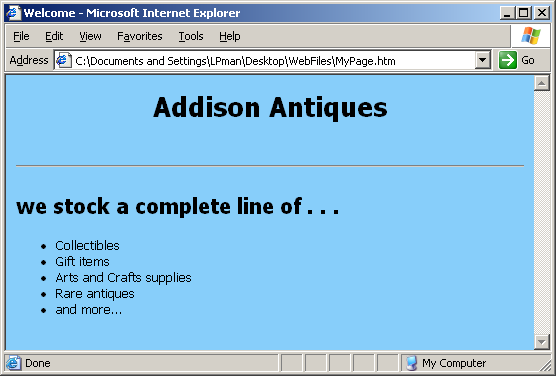 Welcome - Microsoft Internet Explorer
File Edit View Favorites Tools Help
Address C:\Documents and Settings\LPman\Desktop\WebFiles\MyPage.htm Go
Addison Antiques
we stock a complete line of . . .
• Collectibles
• Gift items
• Arts and Crafts supplies
• Rare antiques
• and more...
Done My Computer